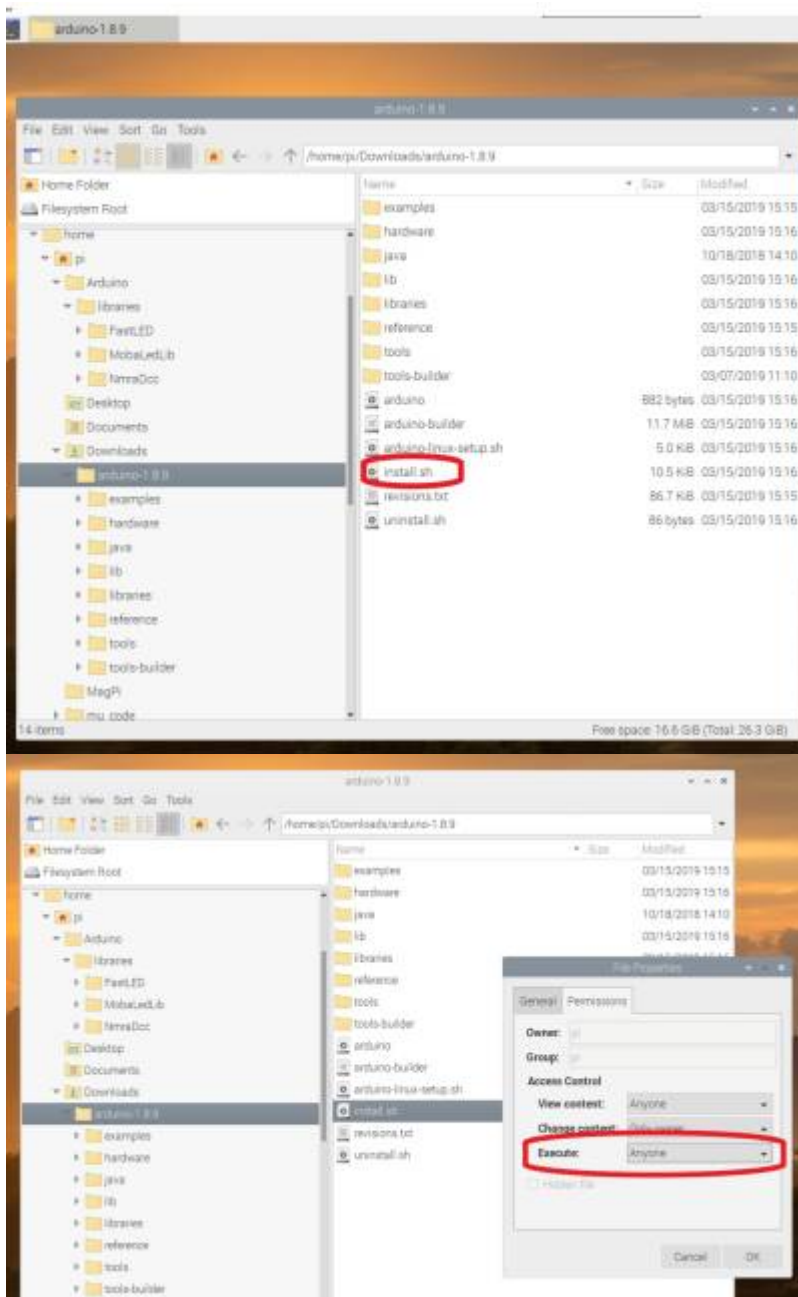 arduino-1.8.9
arduino-1.8.9
File Edit View Sort Go Tools
/home/pi/Downloads/arduino-1.8.9
Home Folder
Filesystem Root
home
pi
Arduino
libraries
FastLED
MobaLedLib
NmraDcc
Desktop
Documents
Downloads
arduino-1.8.9
examples
hardware
java
lib
libraries
reference
tools
tools-builder
MagPi
mu_code
Name Size Modified
examples 03/15/2019 15:15
hardware 03/15/2019 15:16
java 10/18/2018 14:10
lib 03/15/2019 15:16
libraries 03/15/2019 15:16
reference 03/15/2019 15:15
tools 03/15/2019 15:16
tools-builder 03/07/2019 11:10
arduino 882 bytes 03/15/2019 15:16
arduino-builder 11.7 MiB 03/15/2019 15:16
arduino-linux-setup.sh 5.0 KiB 03/15/2019 15:16
install.sh 10.5 KiB 03/15/2019 15:16
revisions.txt 86.7 KiB 03/15/2019 15:15
uninstall.sh 86 bytes 03/15/2019 15:16
14 items Free space: 16.6 GiB (Total: 26.3 GiB)
arduino-1.8.9
File Edit View Sort Go Tools
/home/pi/Downloads/arduino-1.8.9
Home Folder
Filesystem Root
home
pi
Arduino
libraries
FastLED
MobaLedLib
NmraDcc
Desktop
Documents
Downloads
arduino-1.8.9
examples
hardware
java
lib
libraries
reference
tools
tools-builder
Name Size Modified
examples 03/15/2019 15:15
hardware 03/15/2019 15:16
java 10/18/2018 14:10
lib 03/15/2019 15:16
libraries
reference
tools
tools-builder
arduino
arduino-builder
arduino-linux-setup.sh
install.sh
revisions.txt
uninstall.sh
File Properties
General Permissions
Owner: pi
Group: pi
Access Control
View content: Anyone
Change content: Only owner
Execute: Anyone
Hidden file
Cancel OK